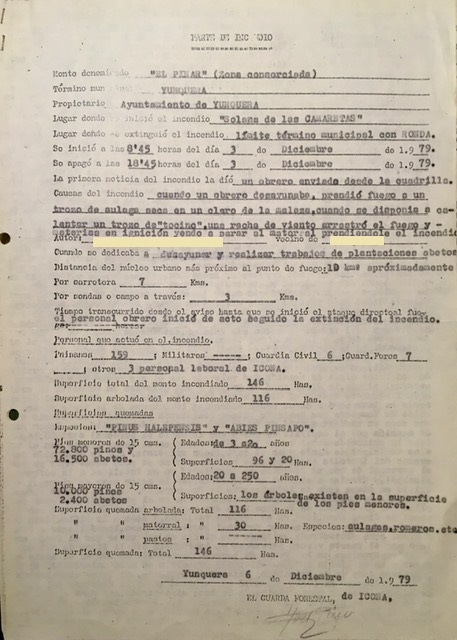 PARTE DE INCENDIO
Monte denominado "EL PINAR" (Zona consorciada)
Término municipal YUNQUERA
Propietario Ayuntamiento de YUNQUERA
Lugar donde se inició el incendio "Solana de los CAMARETAS"
Lugar donde se extinguió el incendio límite término municipal con RONDA.
Se inició a las 8'45 horas del día 3 de Diciembre de 1.979.
Se apagó a las 18'45 horas del día 3 de Diciembre de 1.979.
La primera noticia del incendio la dió un obrero enviado desde la cuadrilla.
Causas del incendio cuando un obrero desayunaba, prendió fuego a un
trozo de aulaga seca en un claro de la maleza, cuando se disponia a ca-
lentar un trozo de "tocino", una racha de viento arrastró el fuego y
materias en ignición yendo a parar al matorral prendiendole el incendio
Autor: Vecino de
Cuando no dedicaba a desayunar y realizar trabajos de plantaciones abetos
Distancia del núcleo urbano más próximo al punto de fuego: 10 kms aproximadamente
Por carretera 7 Kms.
Por sendas o campo a través: 3 Kms.
Tiempo transcurrido desde el aviso hasta que se inició el ataque directo al fuego
el personal obrero inició de acto seguido la extinción del incendio.
Personal que actuó en el incendio.
Paisanos 159 ; Militares ------ ; Guardia Civil 6 ; Guard. Fores 7
; otros 3 personal laboral de ICONA.
Superficie total del monte incendiado 146 Has.
Superficie arbolada del monte incendiado 116 Has.
Superficies quemadas
Especies: "PINUS HALEPENSIS" y "ABIES PINSAPO".
Pies menores de 15 cms. Edades: de 3 a 20 años
72.800 pinos y
16.500 abetos. Superficies 96 y 20 Has.
Edades: 20 a 250 años.
Pies mayores de 15 cms.
10.000 pinos Superficies: los árboles existen en la superficie
2.400 abetos de los pies menores.
Superficie quemada arbolada: Total 116 Has.
" " matorral : " 30 Has. Especies: aulagas, romeros, etc
" " pastos : " ------ Has.
Superficie quemada: Total 146 Has.
Yunquera 6 de Diciembre de 1.979
EL GUARDA FORESTAL, de ICONA.